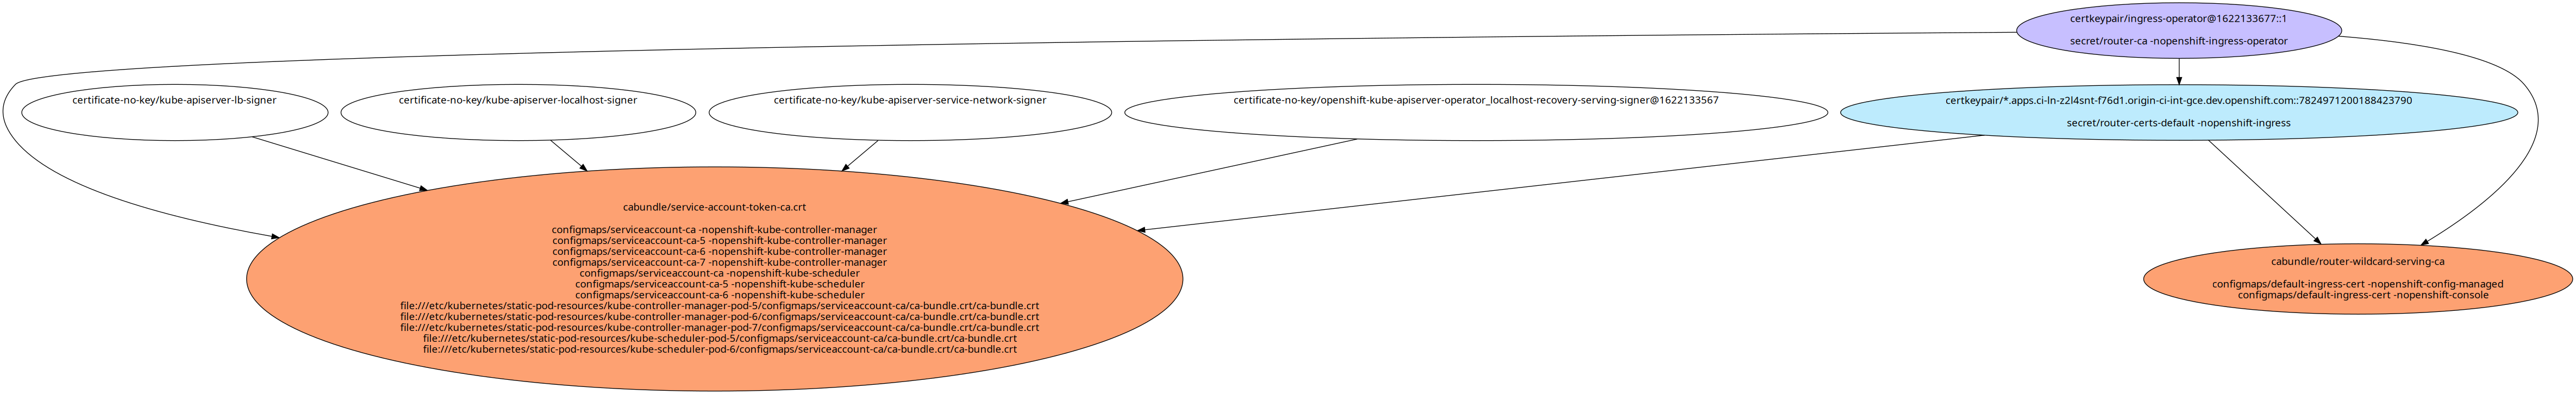 certkeypair/ingress-operator@1622133677::1
secret/router-ca -nopenshift-ingress-operator
certificate-no-key/kube-apiserver-lb-signer
certificate-no-key/kube-apiserver-localhost-signer
certificate-no-key/kube-apiserver-service-network-signer
certificate-no-key/openshift-kube-apiserver-operator_localhost-recovery-serving-signer@1622133567
certkeypair/*.apps.ci-ln-z2l4snt-f76d1.origin-ci-int-gce.dev.openshift.com::7824971200188423790
secret/router-certs-default -nopenshift-ingress
cabundle/service-account-token-ca.crt
configmaps/serviceaccount-ca -nopenshift-kube-controller-manager
configmaps/serviceaccount-ca-5 -nopenshift-kube-controller-manager
configmaps/serviceaccount-ca-6 -nopenshift-kube-controller-manager
configmaps/serviceaccount-ca-7 -nopenshift-kube-controller-manager
configmaps/serviceaccount-ca -nopenshift-kube-scheduler
configmaps/serviceaccount-ca-5 -nopenshift-kube-scheduler
configmaps/serviceaccount-ca-6 -nopenshift-kube-scheduler
file:///etc/kubernetes/static-pod-resources/kube-controller-manager-pod-5/configmaps/serviceaccount-ca/ca-bundle.crt/ca-bundle.crt
file:///etc/kubernetes/static-pod-resources/kube-controller-manager-pod-6/configmaps/serviceaccount-ca/ca-bundle.crt/ca-bundle.crt
file:///etc/kubernetes/static-pod-resources/kube-controller-manager-pod-7/configmaps/serviceaccount-ca/ca-bundle.crt/ca-bundle.crt
file:///etc/kubernetes/static-pod-resources/kube-scheduler-pod-5/configmaps/serviceaccount-ca/ca-bundle.crt/ca-bundle.crt
file:///etc/kubernetes/static-pod-resources/kube-scheduler-pod-6/configmaps/serviceaccount-ca/ca-bundle.crt/ca-bundle.crt
cabundle/router-wildcard-serving-ca
configmaps/default-ingress-cert -nopenshift-config-managed
configmaps/default-ingress-cert -nopenshift-console